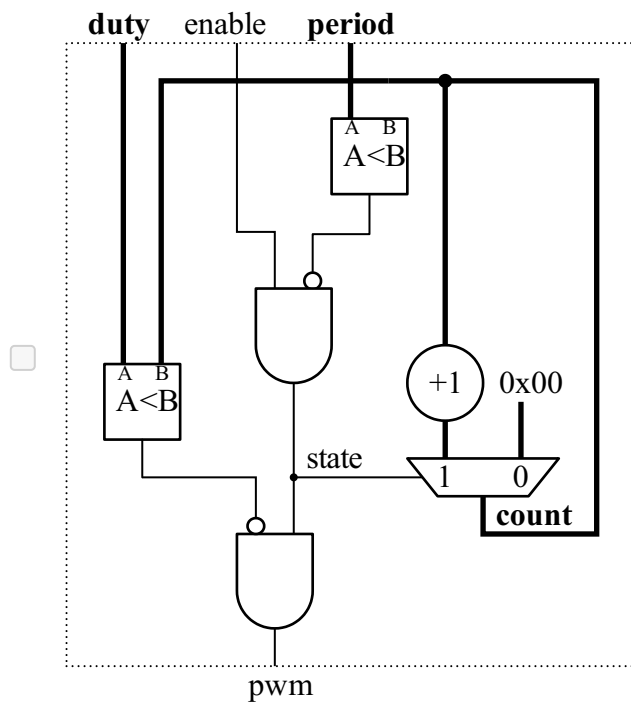 duty enable period
A B
A<B
A B
A<B
+1 0x00
state
1 0
count
pwm